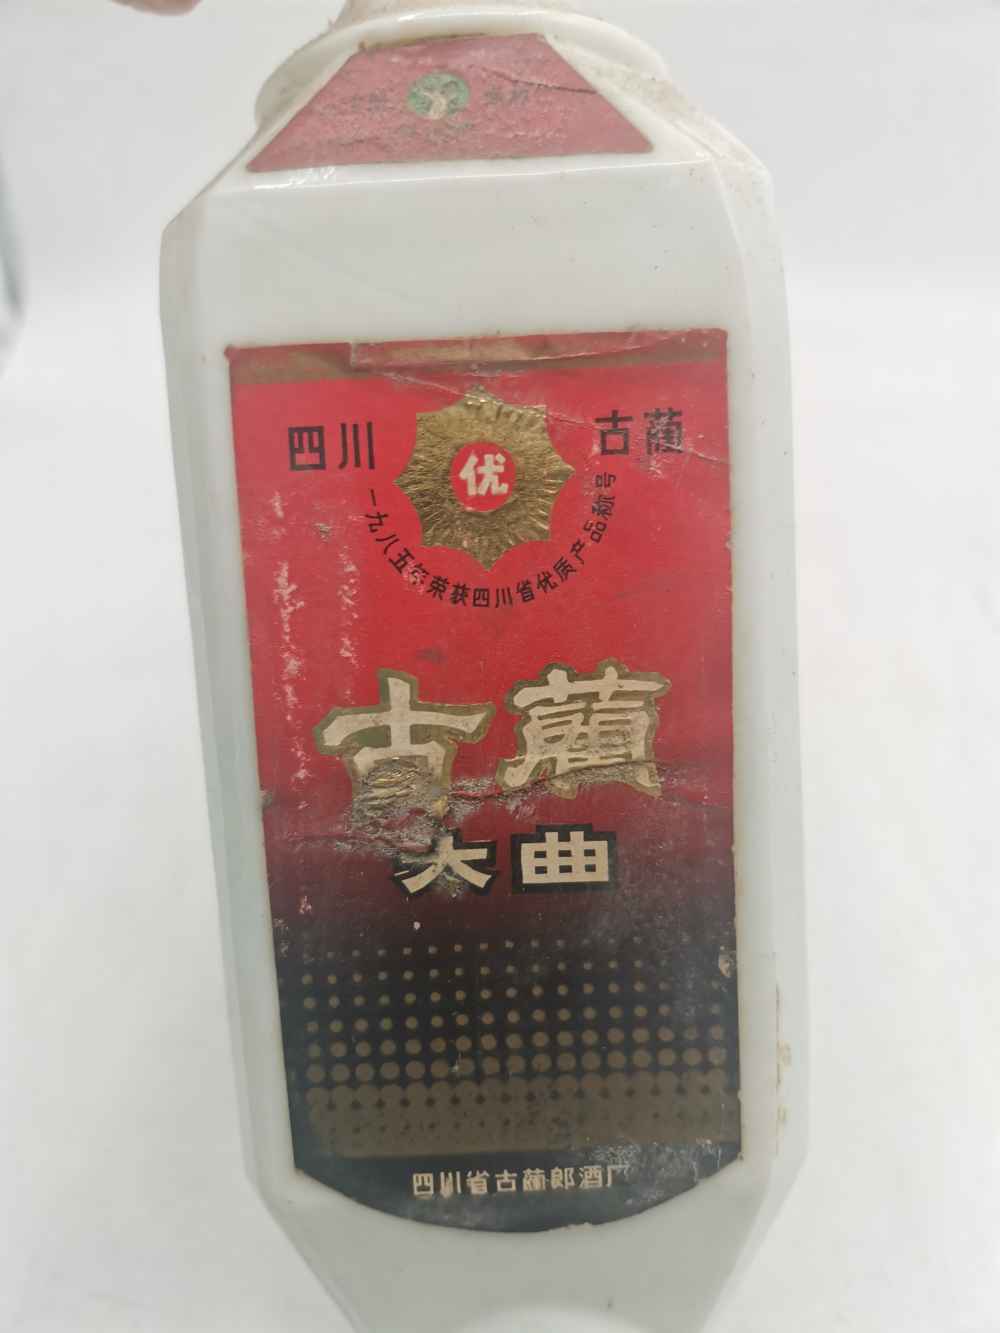 四川
优
古蔺
一九八五年荣获四川省优质产品称号
古蔺
大曲
四川省古蔺郎酒厂